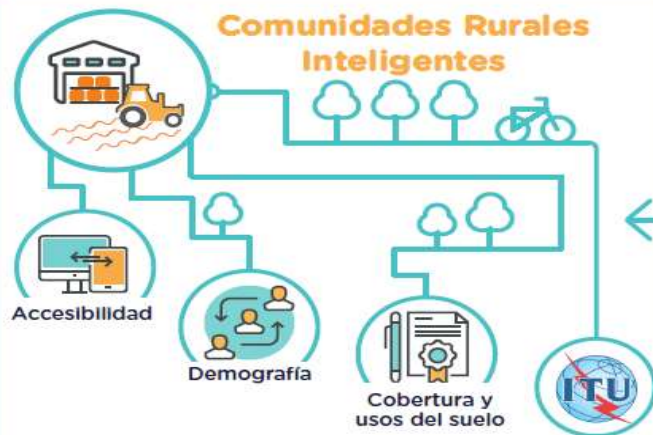 Comunidades Rurales
Inteligentes
Accesibilidad
Demografía
Cobertura y
usos del suelo
ITU